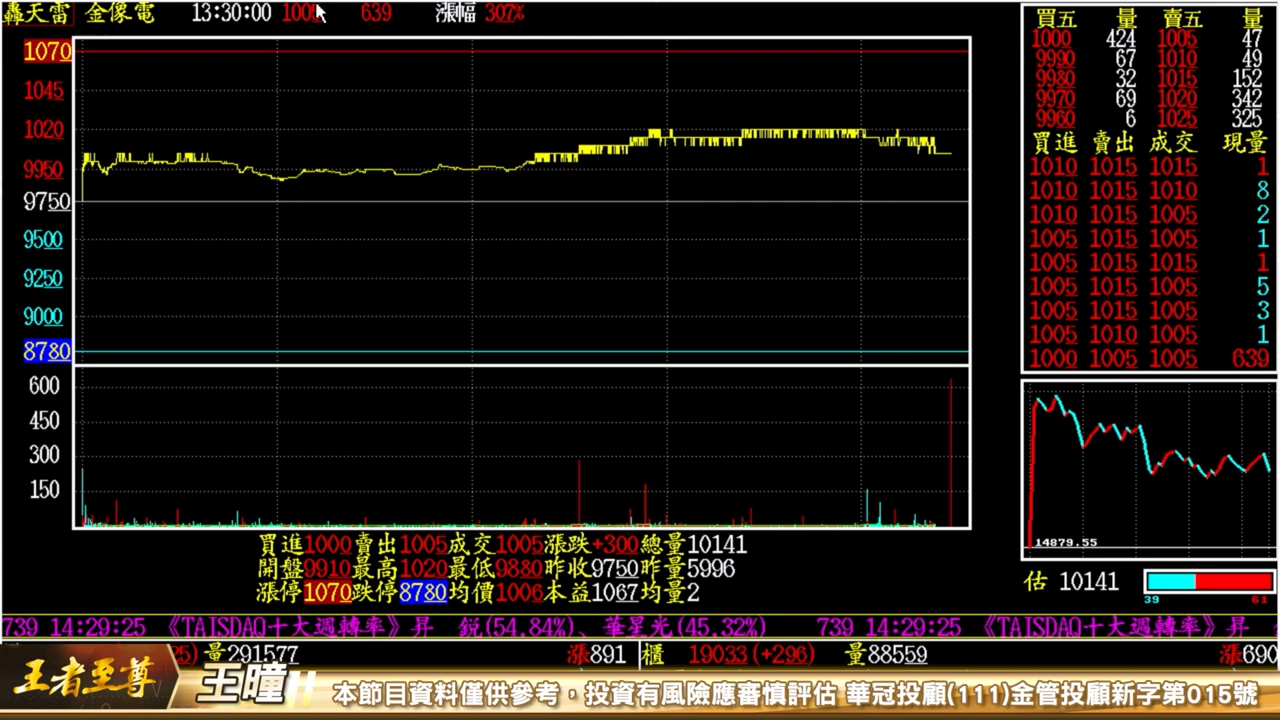 轟天雷 金像電 13:30:00 1005 639 漲幅 307%
1070
1045
1020
9950
9750
9500
9250
9000
8780
600
450
300
150
買進1000賣出1005成交1005漲跌+300總量10141
開盤9910最高1020最低9880昨收9750昨量5996
漲停1070跌停8780均價1006本益1067均量2
買五 量 賣五 量
1000 424 1005 47
9990 67 1010 49
9980 32 1015 152
9970 69 1020 342
9960 6 1025 325
買進 賣出 成交 現量
1010 1015 1015 1
1010 1015 1010 8
1010 1015 1005 2
1005 1015 1005 1
1005 1015 1015 1
1005 1015 1005 5
1005 1015 1005 3
1005 1010 1005 1
1000 1005 1005 639
14879.55
估 10141
39 61
739 14:29:25 《TAISDAQ十大週轉率》昇 銳(54.84%)、華星光(45.32%) 739 14:29:25 《TAISDAQ十大週轉率》昇
25) 量291577 漲891 櫃 19033(+296) 量88559 漲690
王者至尊 王曈 本節目資料僅供參考，投資有風險應審慎評估 華冠投顧(111)金管投顧新字第015號